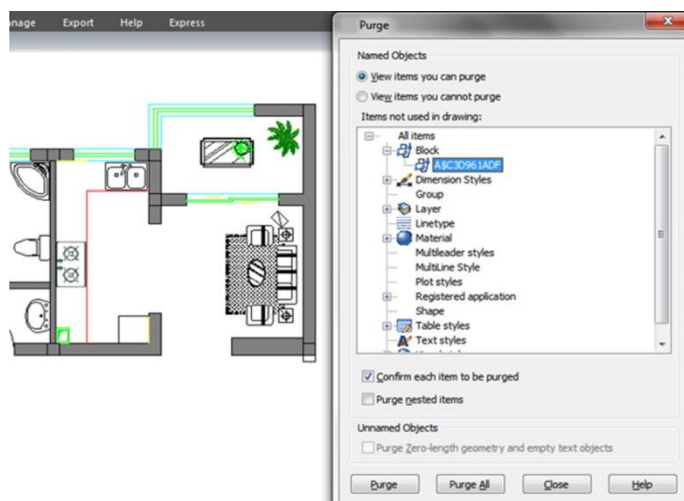 nage Export Help Express
Purge
Named Objects
View items you can purge
View items you cannot purge
Items not used in drawing:
All items
Block
A$C3D961ADF
Dimension Styles
Group
Layer
Linetype
Material
Multileader styles
MultiLine Style
Plot styles
Registered application
Shape
Table styles
Text styles
Confirm each item to be purged
Purge nested items
Unnamed Objects
Purge Zero-length geometry and empty text objects
Purge Purge All Close Help